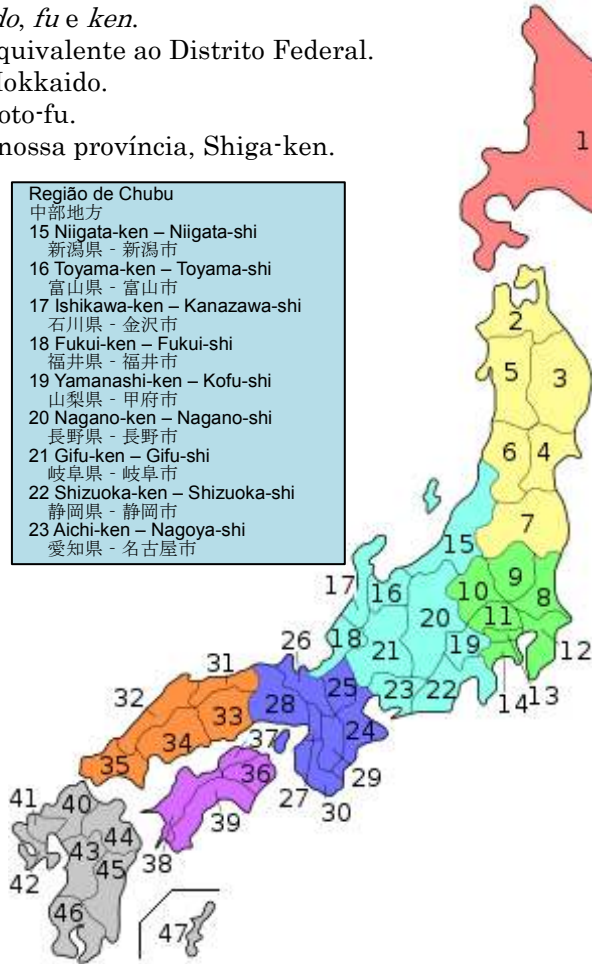 do, fu e ken.
quivalente ao Distrito Federal.
Hokkaido.
oto-fu.
nossa província, Shiga-ken.
Região de Chubu
中部地方
15 Niigata-ken – Niigata-shi
新潟県 - 新潟市
16 Toyama-ken – Toyama-shi
富山県 - 富山市
17 Ishikawa-ken – Kanazawa-shi
石川県 - 金沢市
18 Fukui-ken – Fukui-shi
福井県 - 福井市
19 Yamanashi-ken – Kofu-shi
山梨県 - 甲府市
20 Nagano-ken – Nagano-shi
長野県 - 長野市
21 Gifu-ken – Gifu-shi
岐阜県 - 岐阜市
22 Shizuoka-ken – Shizuoka-shi
静岡県 - 静岡市
23 Aichi-ken – Nagoya-shi
愛知県 - 名古屋市
1
2
5 3
6 4
7
15
9
10 8
17 16 20 11
18 19 12
21
26 13
31 25 14
32 28 23 22
33 24
34 37
35 36 29
27 30
41 40 39
44
43 38
42 45
46 47